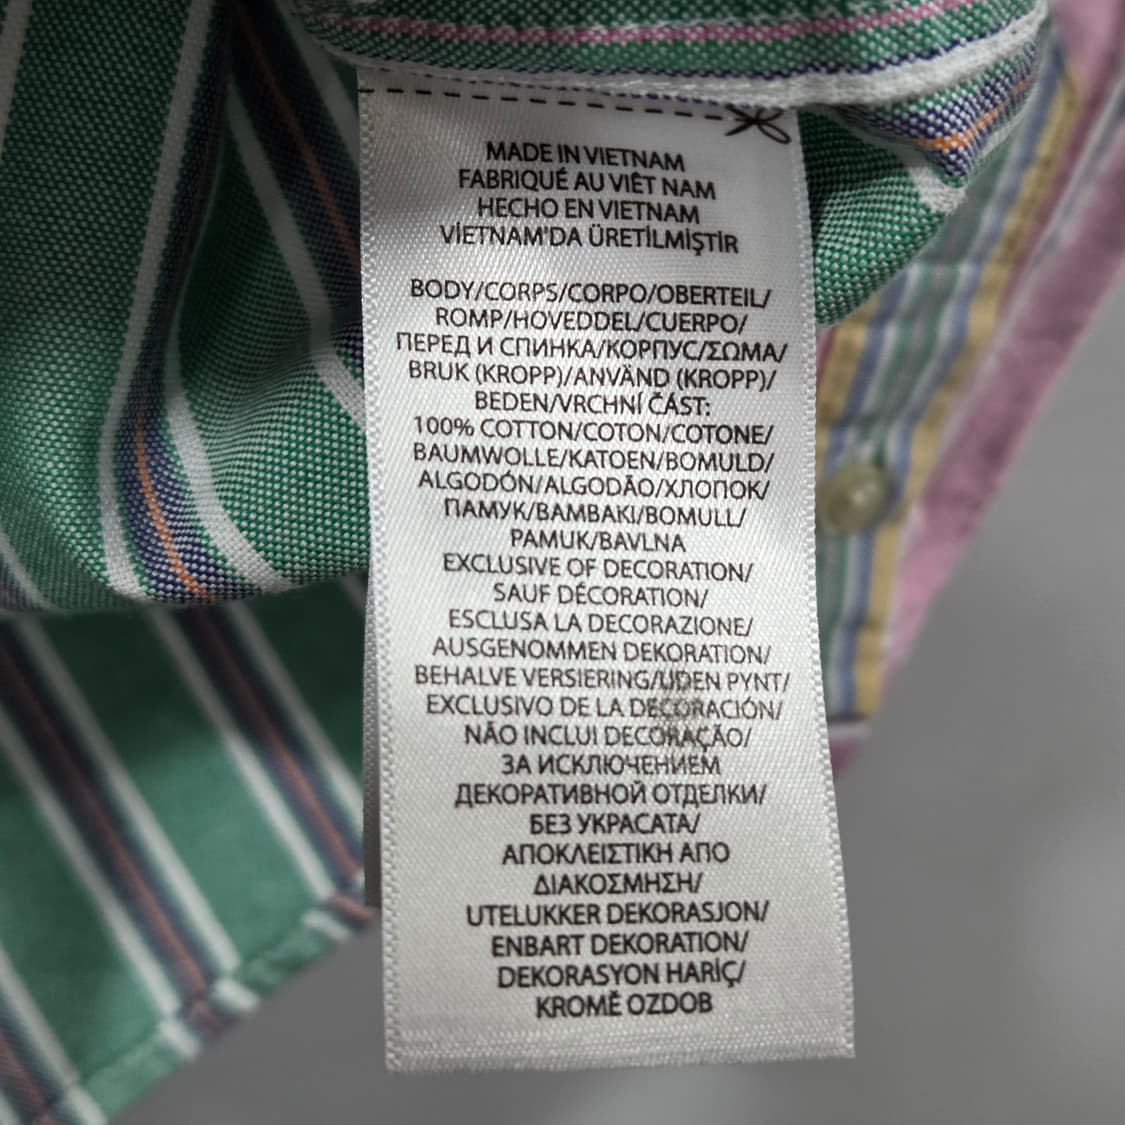 MADE IN VIETNAM
FABRIQUÉ AU VIÊT NAM
HECHO EN VIETNAM
VİETNAM'DA ÜRETİLMİŞTİR
BODY/CORPS/CORPO/OBERTEIL/
ROMP/HOVEDDEL/CUERPO/
ПЕРЕД И СПИНКА/КОРПУС/ΣΩΜΑ/
BRUK (KROPP)/ANVÄND (KROPP)/
BEDEN/VRCHNÍ ČÁST:
100% COTTON/COTON/COTONE/
BAUMWOLLE/KATOEN/BOMULD/
ALGODÓN/ALGODÃO/ХЛОПОК/
ПАМУК/ΒΑΜΒΑΚΙ/BOMULL/
PAMUK/BAVLNA
EXCLUSIVE OF DECORATION/
SAUF DÉCORATION/
ESCLUSA LA DECORAZIONE/
AUSGENOMMEN DEKORATION/
BEHALVE VERSIERING/UDEN PYNT/
EXCLUSIVO DE LA DECORACIÓN/
NÃO INCLUI DECORAÇÃO/
ЗА ИСКЛЮЧЕНИЕМ
ДЕКОРАТИВНОЙ ОТДЕЛКИ/
БЕЗ УКРАСАТА/
ΑΠΟΚΛΕΙΣΤΙΚΗ ΑΠΟ
ΔΙΑΚΟΣΜΗΣΗ/
UTELUKKER DEKORASJON/
ENBART DEKORATION/
DEKORASYON HARİÇ/
KROMĚ OZDOB